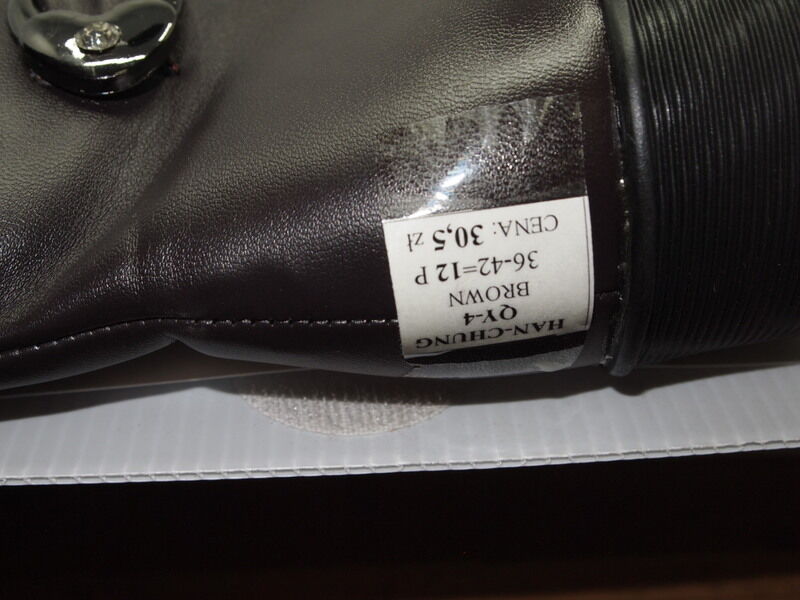 HAN-CHUNG
QY-4
BROWN
36-42=12 P
CENA: 30,5 zł